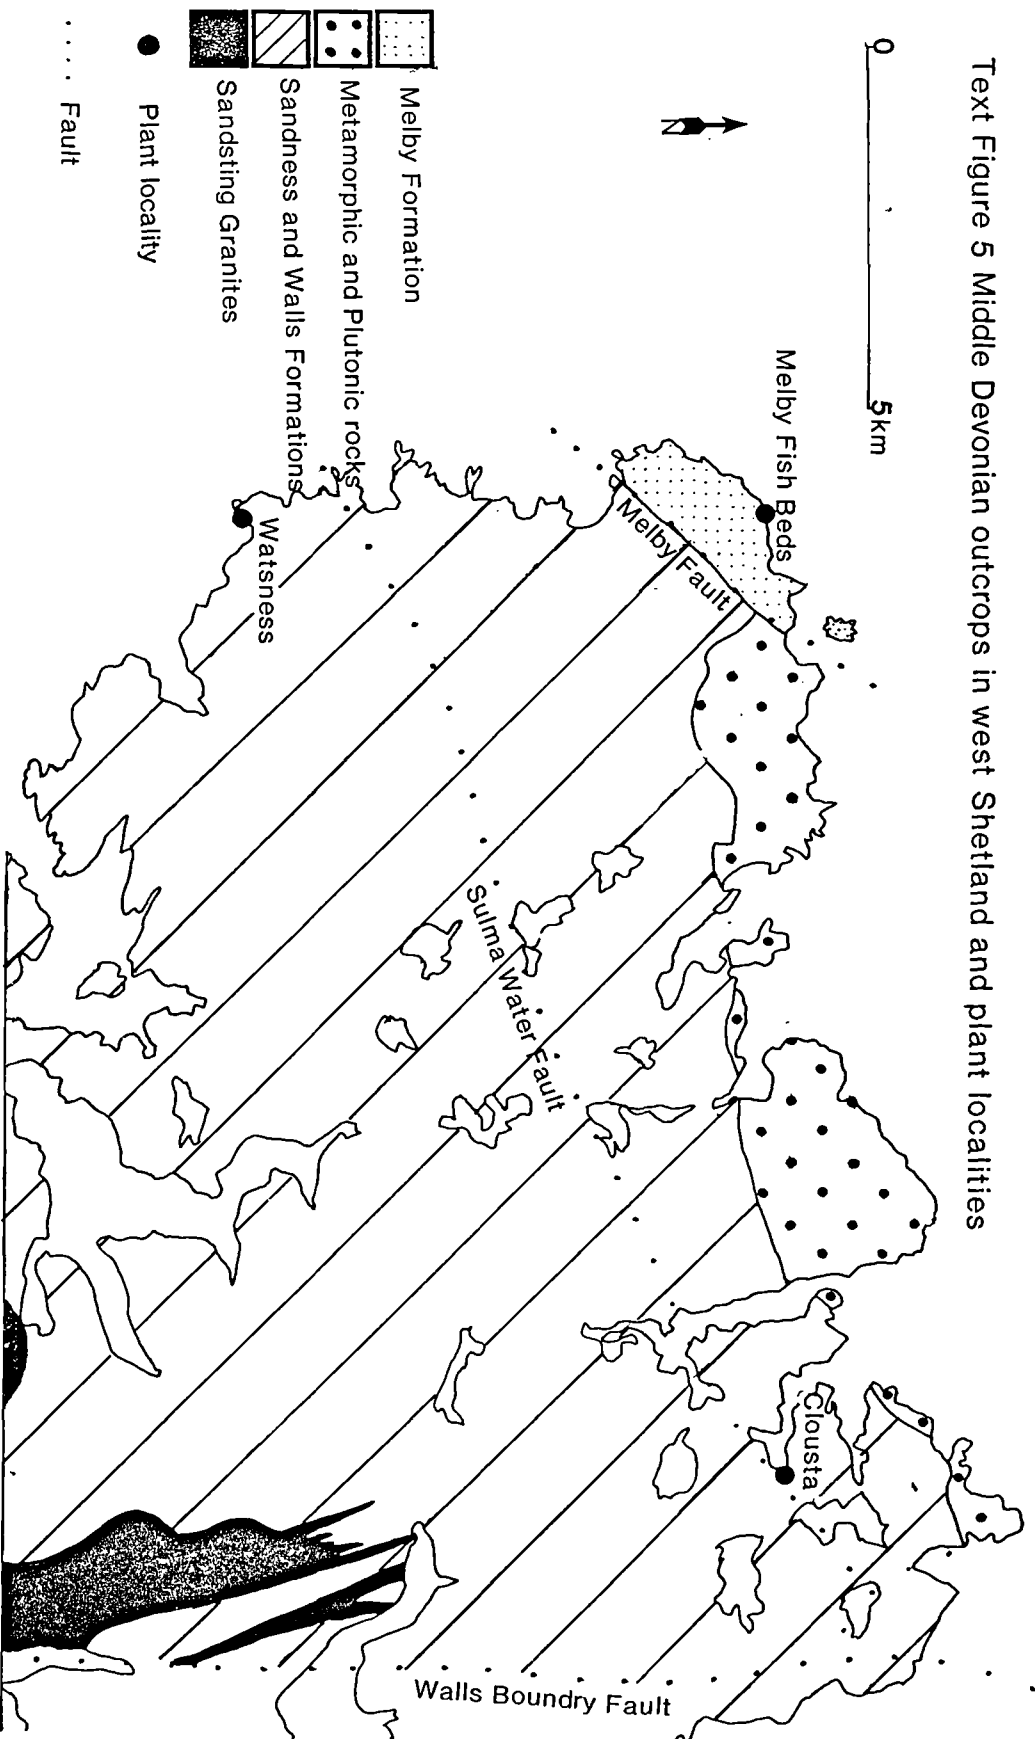 Text Figure 5 Middle Devonian outcrops in west Shetland and plant localities
0
5km
N
Melby Fish Beds
Melby Fault
Watsness
Sulma Water Fault
Clousta
Walls Boundry Fault
Melby Formation
Metamorphic and Plutonic rocks
Sandness and Walls Formations
Sandsting Granites
Plant locality
Fault